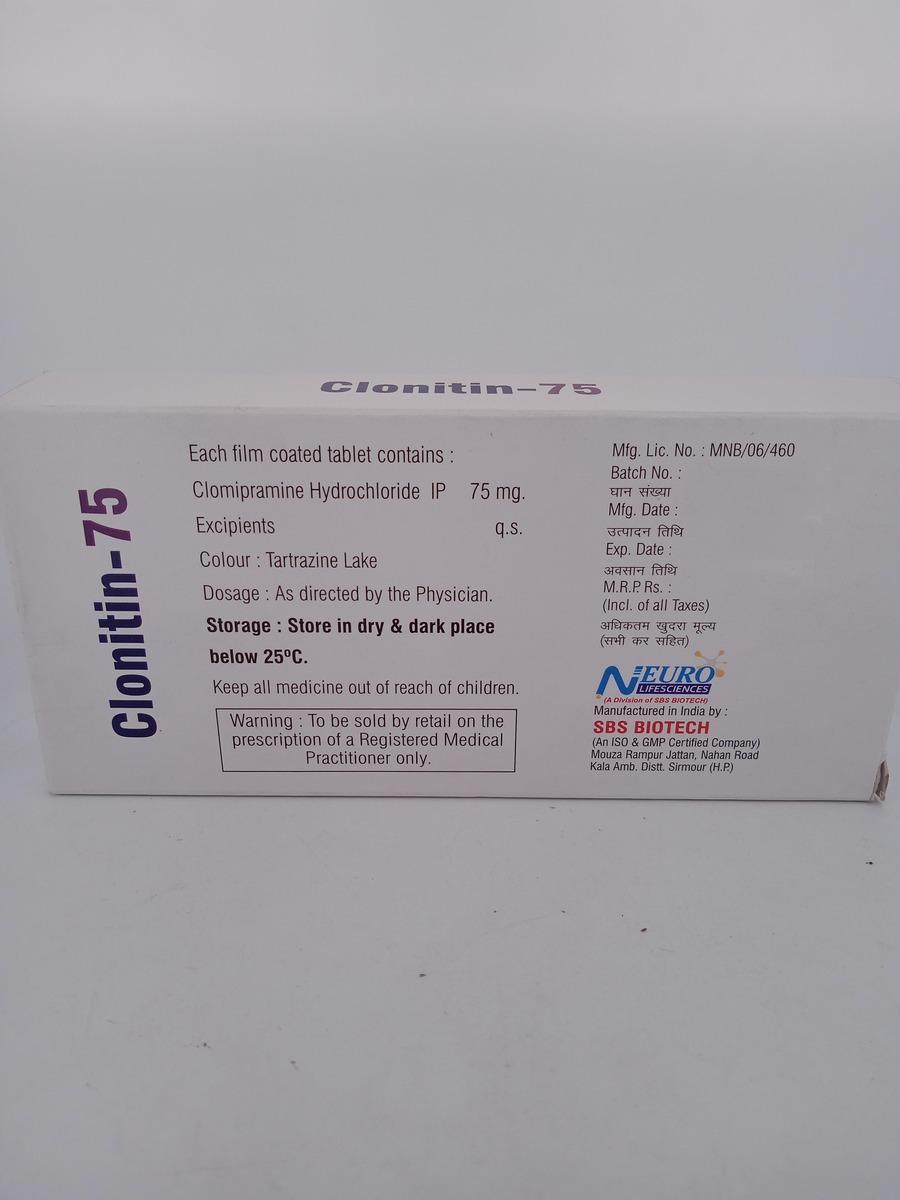 Clonitin-75
Clonitin-75
Each film coated tablet contains :
Clomipramine Hydrochloride IP 75 mg.
Excipients q.s.
Colour : Tartrazine Lake
Dosage : As directed by the Physician.
Storage : Store in dry & dark place
below 25ºC.
Keep all medicine out of reach of children.
Warning : To be sold by retail on the
prescription of a Registered Medical
Practitioner only.
Mfg. Lic. No. : MNB/06/460
Batch No. :
घान संख्या
Mfg. Date :
उत्पादन तिथि
Exp. Date :
अवसान तिथि
M.R.P. Rs. :
(Incl. of all Taxes)
अधिकतम खुदरा मूल्य
(सभी कर सहित)
NEURO
LIFESCIENCES
(A Division of SBS BIOTECH)
Manufactured in India by :
SBS BIOTECH
(An ISO & GMP Certified Company)
Mouza Rampur Jattan, Nahan Road
Kala Amb. Distt. Sirmour (H.P.)